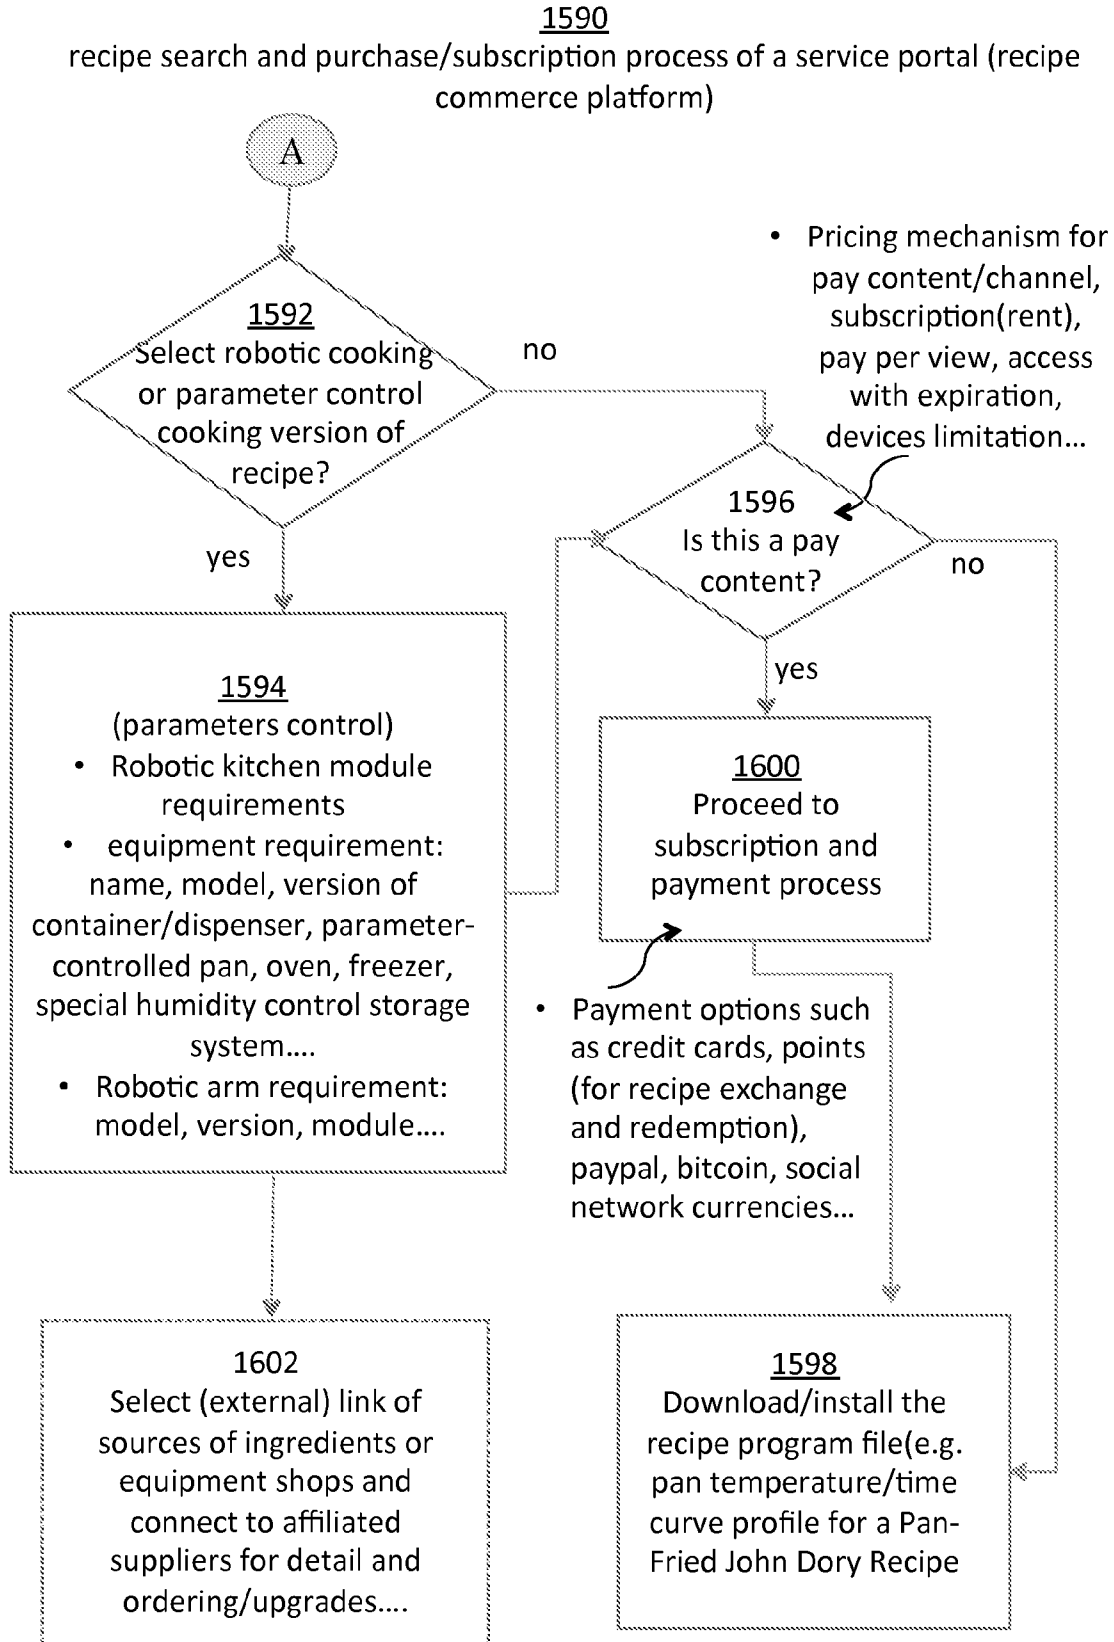 1590
recipe search and purchase/subscription process of a service portal (recipe
commerce platform)
A
1592
Select robotic cooking
or parameter control
cooking version of
recipe?
no
yes
• Pricing mechanism for
pay content/channel,
subscription(rent),
pay per view, access
with expiration,
devices limitation...
1596
Is this a pay
content?
no
yes
1594
(parameters control)
• Robotic kitchen module
requirements
• equipment requirement:
name, model, version of
container/dispenser, parameter-
controlled pan, oven, freezer,
special humidity control storage
system....
• Robotic arm requirement:
model, version, module....
1600
Proceed to
subscription and
payment process
• Payment options such
as credit cards, points
(for recipe exchange
and redemption),
paypal, bitcoin, social
network currencies...
1602
Select (external) link of
sources of ingredients or
equipment shops and
connect to affiliated
suppliers for detail and
ordering/upgrades....
1598
Download/install the
recipe program file(e.g.
pan temperature/time
curve profile for a Pan-
Fried John Dory Recipe